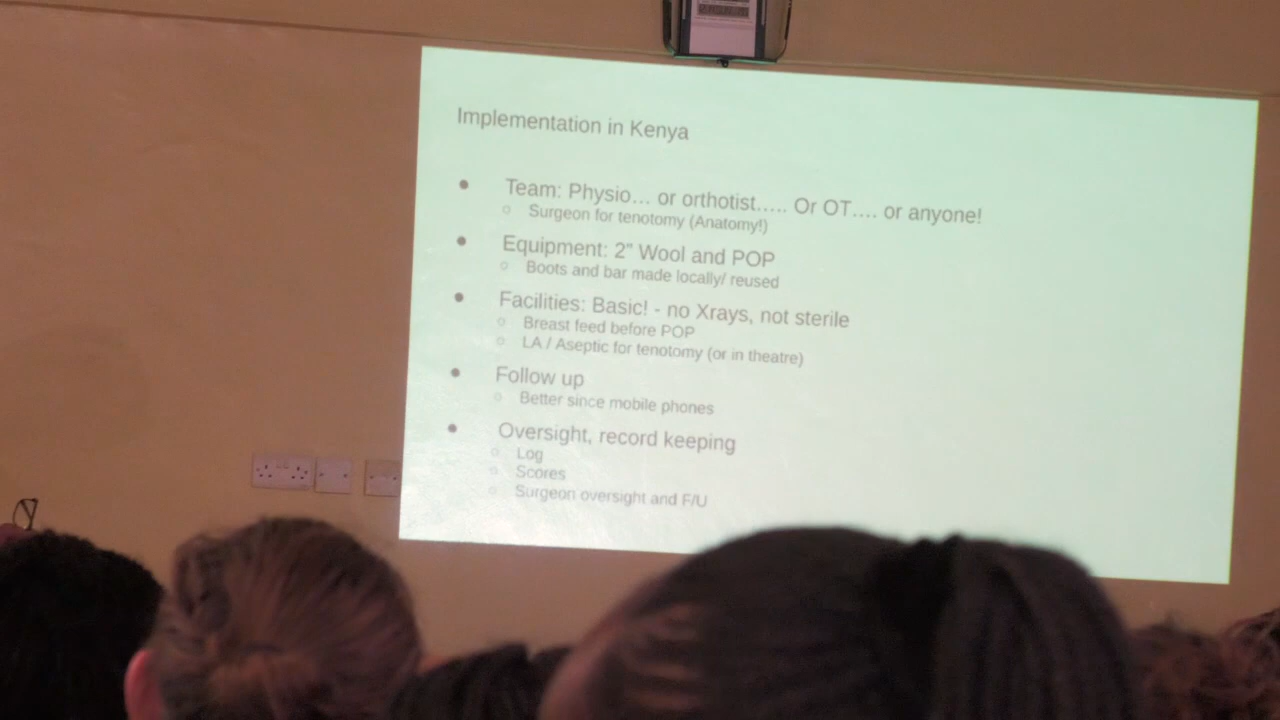 Implementation in Kenya
● Team: Physio... or orthotist..... Or OT.... or anyone!
○ Surgeon for tenotomy (Anatomy!)
● Equipment: 2" Wool and POP
○ Boots and bar made locally/ reused
● Facilities: Basic! - no Xrays, not sterile
○ Breast feed before POP
○ LA / Aseptic for tenotomy (or in theatre)
● Follow up
○ Better since mobile phones
● Oversight, record keeping
○ Log
○ Scores
○ Surgeon oversight and F/U